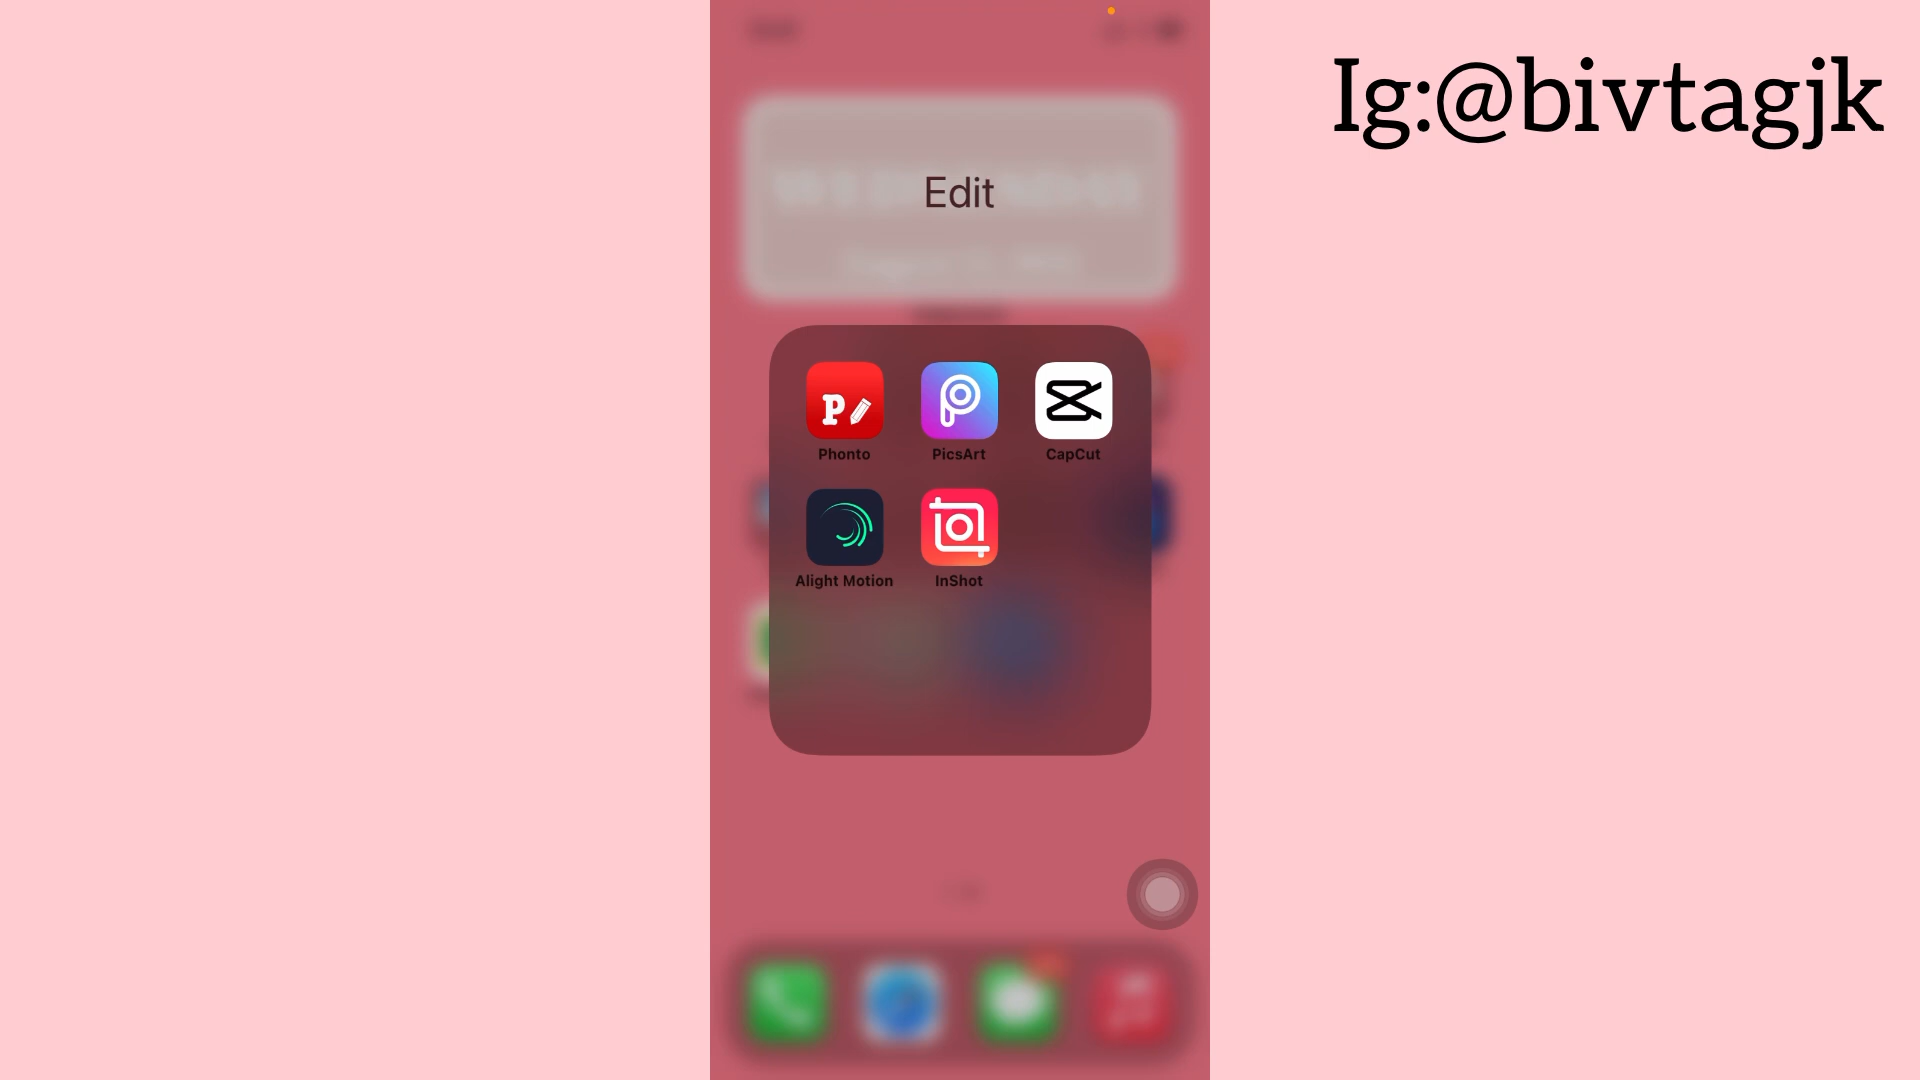 Ig:@bivtagjk
Edit
Phonto
PicsArt
CapCut
Alight Motion
InShot